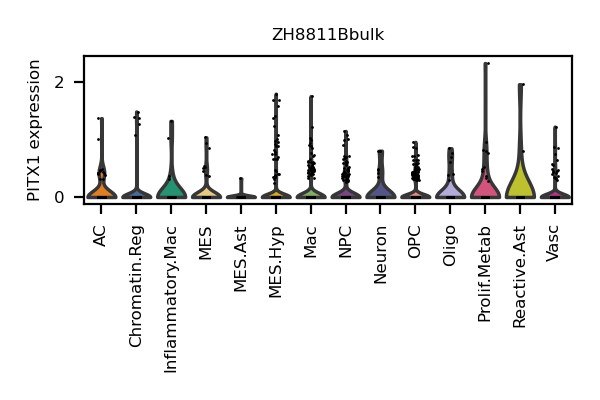 ZH8811Bbulk
PITX1 expression
2
0
AC
Chromatin.Reg
Inflammatory.Mac
MES
MES.Ast
MES.Hyp
Mac
NPC
Neuron
OPC
Oligo
Prolif.Metab
Reactive.Ast
Vasc